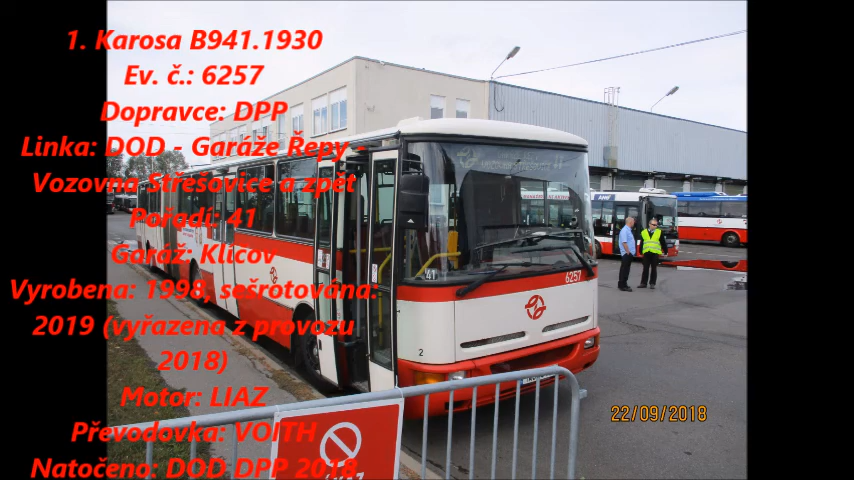 1. Karosa B941.1930
Ev. č.: 6257
Dopravce: DPP
Linka: DOD - Garáže Řepy -
Vozovna Střešovice a zpět
Pořadí: 41
Garáž: Klíčov
Vyrobena: 1998, sešrotována:
2019 (vyřazena z provozu
2018)
Motor: LIAZ
Převodovka: VOITH
Natočeno: DOD DPP 2018
41
6257
2
22/09/2018